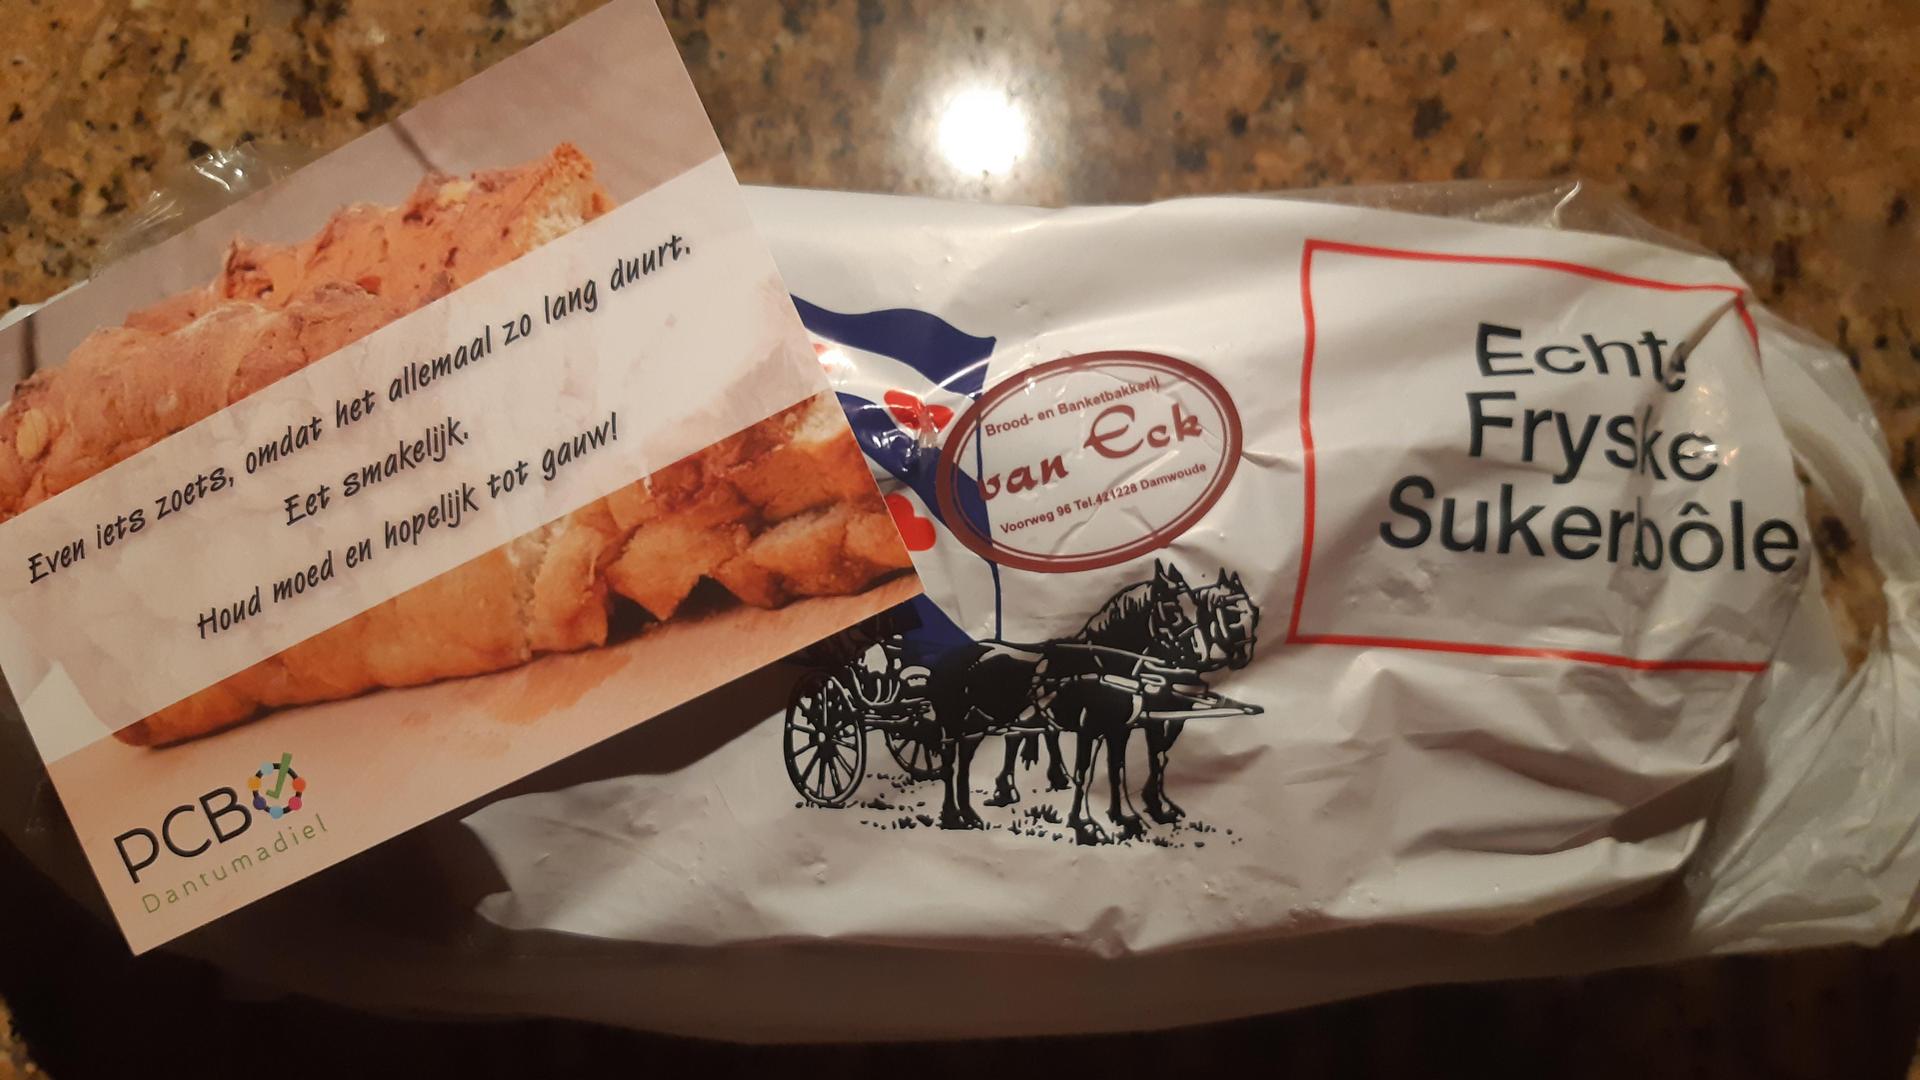 Even iets zoets, omdat het allemaal zo lang duurt.
Eet smakelijk.
Houd moed en hopelijk tot gauw!
PCB
Dantumadiel
Brood- en Banketbakkerij
van Eck
Voorweg 96 Tel.421228 Damwoude
Echte
Fryske
Sukerbôle